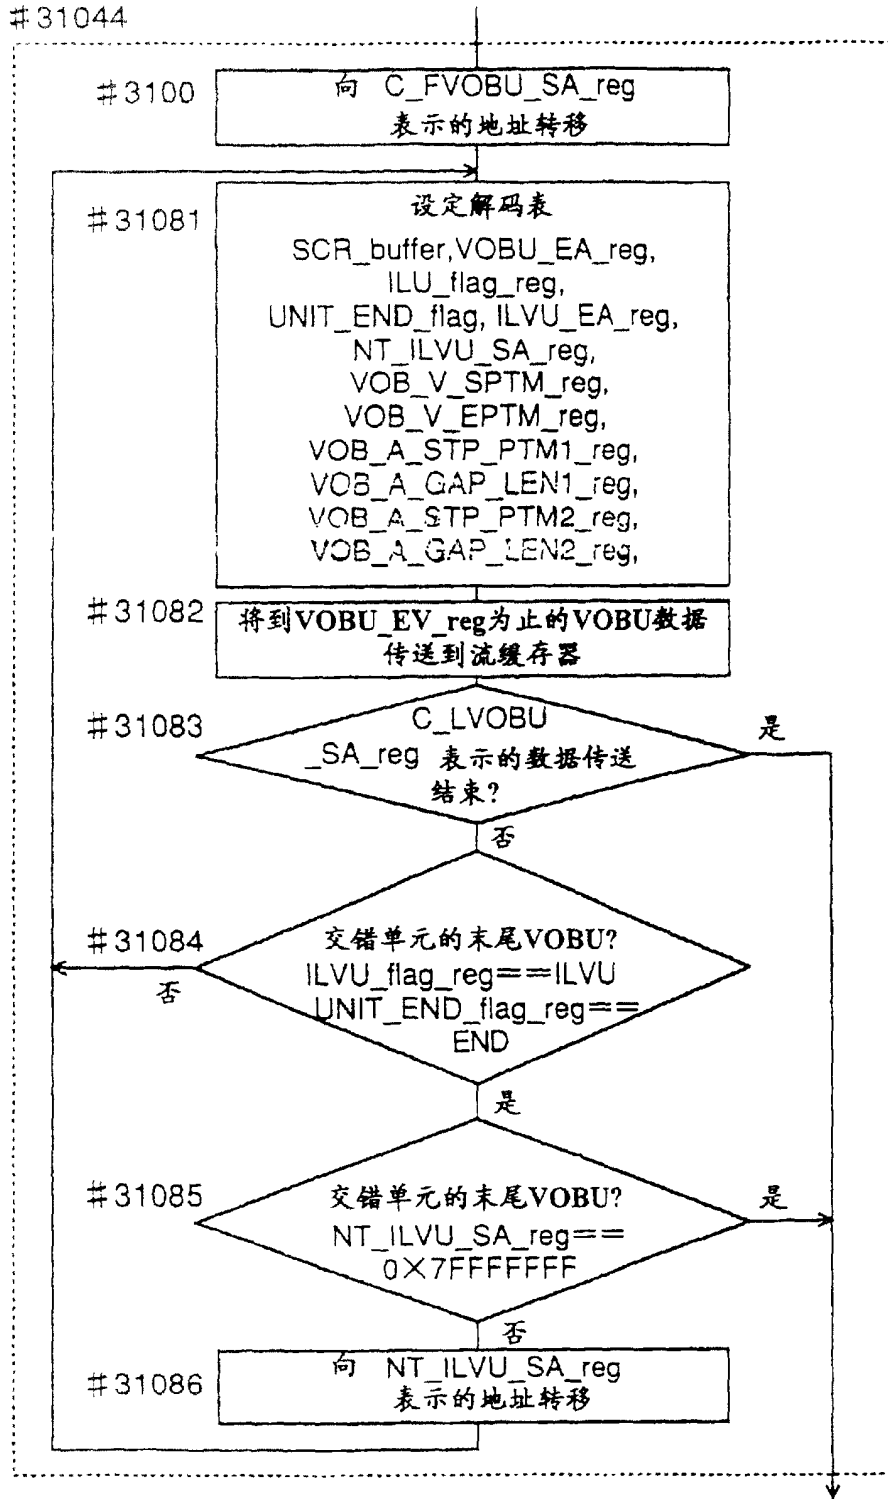 #31044
#3100
向 C_FVOBU_SA_reg
表示的地址转移
#31081
设定解码表
SCR_buffer,VOBU_EA_reg,
ILU_flag_reg,
UNIT_END_flag, ILVU_EA_reg,
NT_ILVU_SA_reg,
VOB_V_SPTM_reg,
VOB_V_EPTM_reg,
VOB_A_STP_PTM1_reg,
VOB_A_GAP_LEN1_reg,
VOB_A_STP_PTM2_reg,
VOB_A_GAP_LEN2_reg,
#31082
将到VOBU_EV_reg为止的VOBU数据
传送到流缓存器
#31083
C_LVOBU
_SA_reg 表示的数据传送
结束?
是
否
#31084
交错单元的末尾VOBU?
ILVU_flag_reg==ILVU
UNIT_END_flag_reg==
END
否
是
#31085
交错单元的末尾VOBU?
NT_ILVU_SA_reg==
0×7FFFFFFF
是
否
#31086
向 NT_ILVU_SA_reg
表示的地址转移